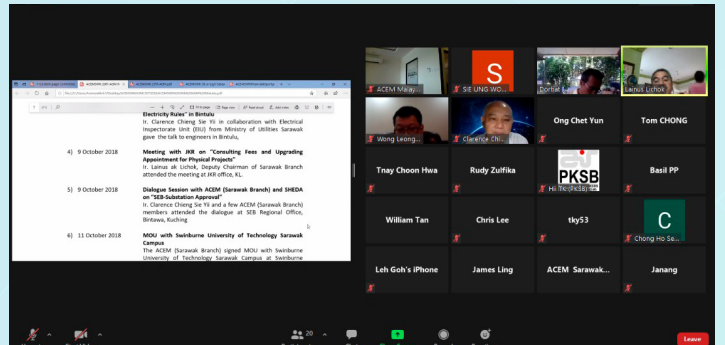 Electricity Rules" in Bintulu
Ir. Clarence Chieng Sie Yii in collaboration with Electrical
Inspectorate Unit (EIU) from Ministry of Utilities Sarawak
gave the talk to engineers in Bintulu,
4) 9 October 2018 Meeting with JKR on "Consulting Fees and Upgrading
Appointment for Physical Projects"
Ir. Lainus ak Lichok, Deputy Chairman of Sarawak Branch
attended the meeting at JKR office, KL.
5) 9 October 2018 Dialogue Session with ACEM (Sarawak Branch) and SHEDA
on "SEB-Substation Approval"
Ir. Clarence Chieng Sie Yii and a few ACEM (Sarawak Branch)
members attended the dialogue at SEB Regional Office,
Bintawa, Kuching
6) 11 October 2018 MOU with Swinburne University of Technology Sarawak
Campus
The ACEM (Sarawak Branch) signed MOU with Swinburne
University of Technology Sarawak Campus at Swinburne
ACEM Malay...
S
SIE UNG WO...
Lainus Lichok
Wong Leong...
Clarence Chi...
Ong Chet Yun
Tom CHONG
Tnay Choon Hwa
Rudy Zulfika
PKSB
Basil PP
William Tan
Chris Lee
tky53
C
Chong Ho Se...
Leh Goh's iPhone
James Ling
ACEM Sarawak...
Janang
20
Leave